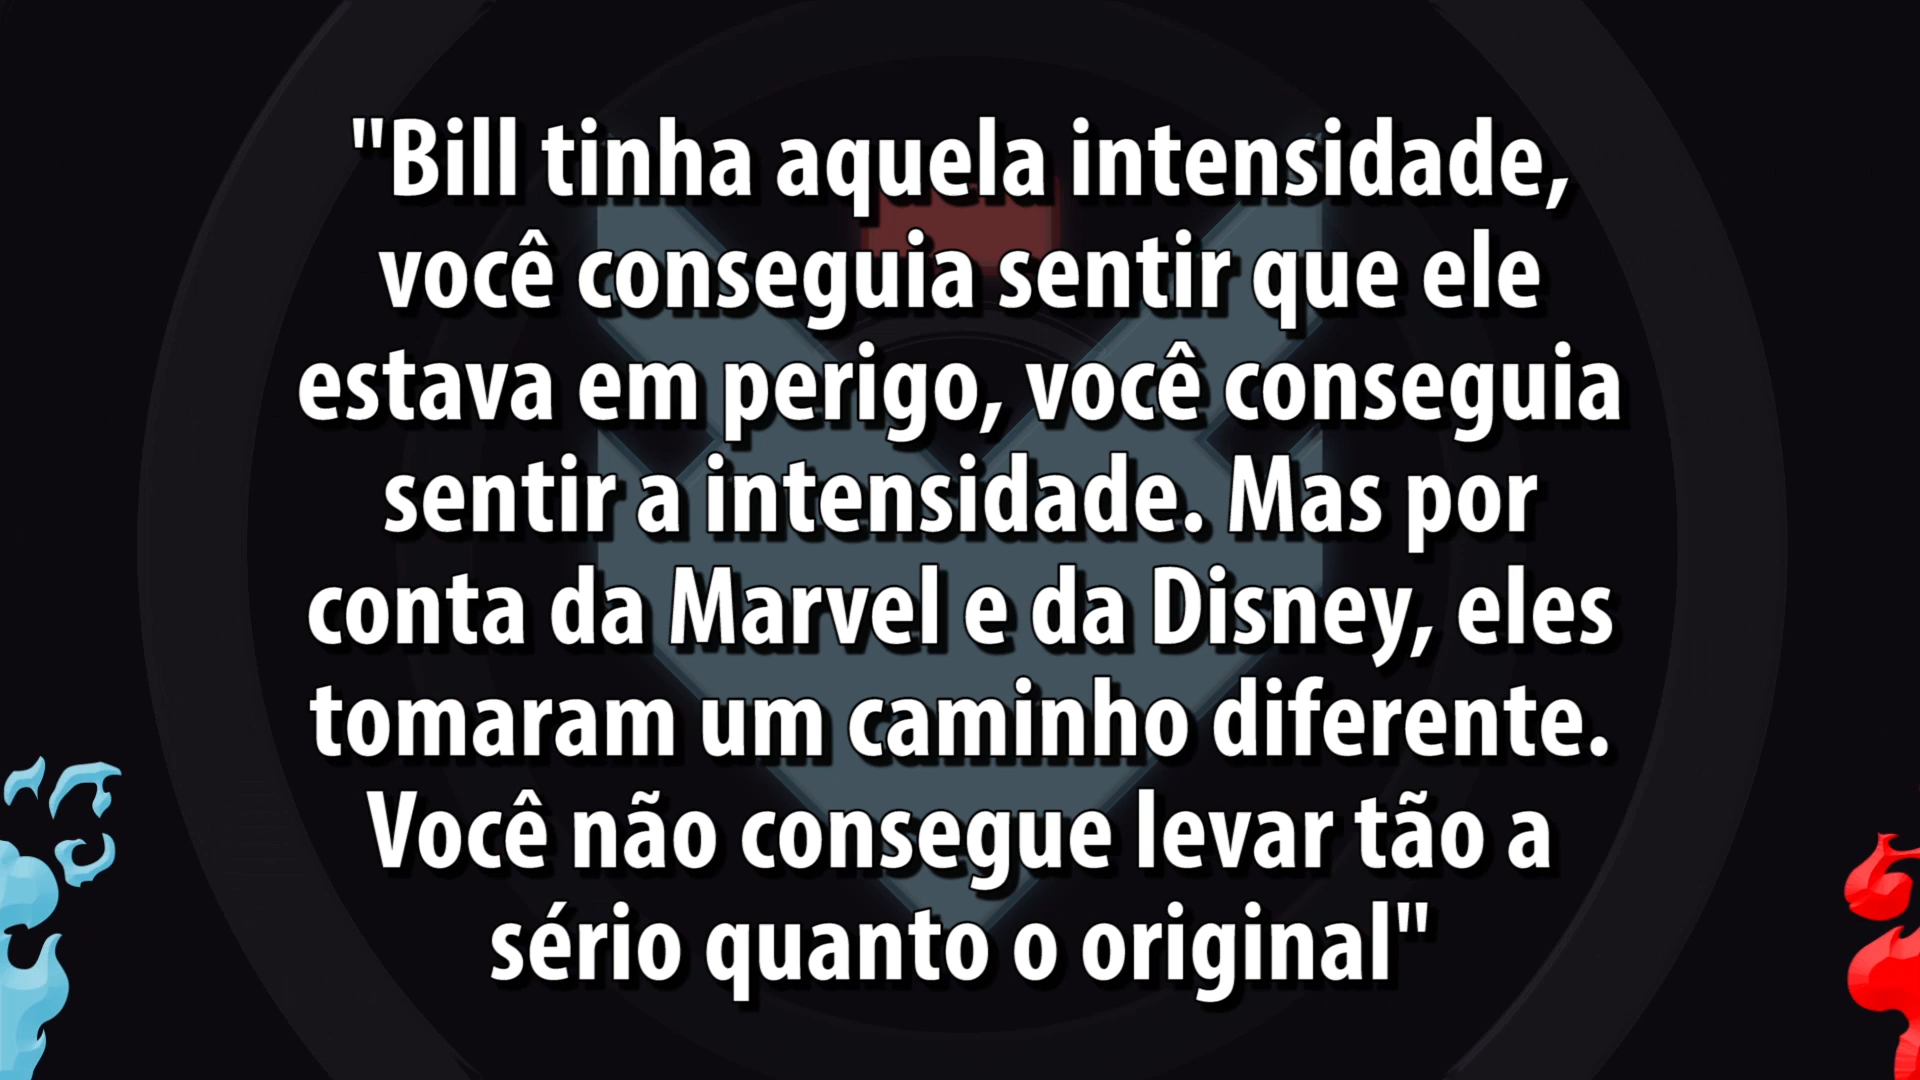 "Bill tinha aquela intensidade,
você conseguia sentir que ele
estava em perigo, você conseguia
sentir a intensidade. Mas por
conta da Marvel e da Disney, eles
tomaram um caminho diferente.
Você não consegue levar tão a
sério quanto o original"